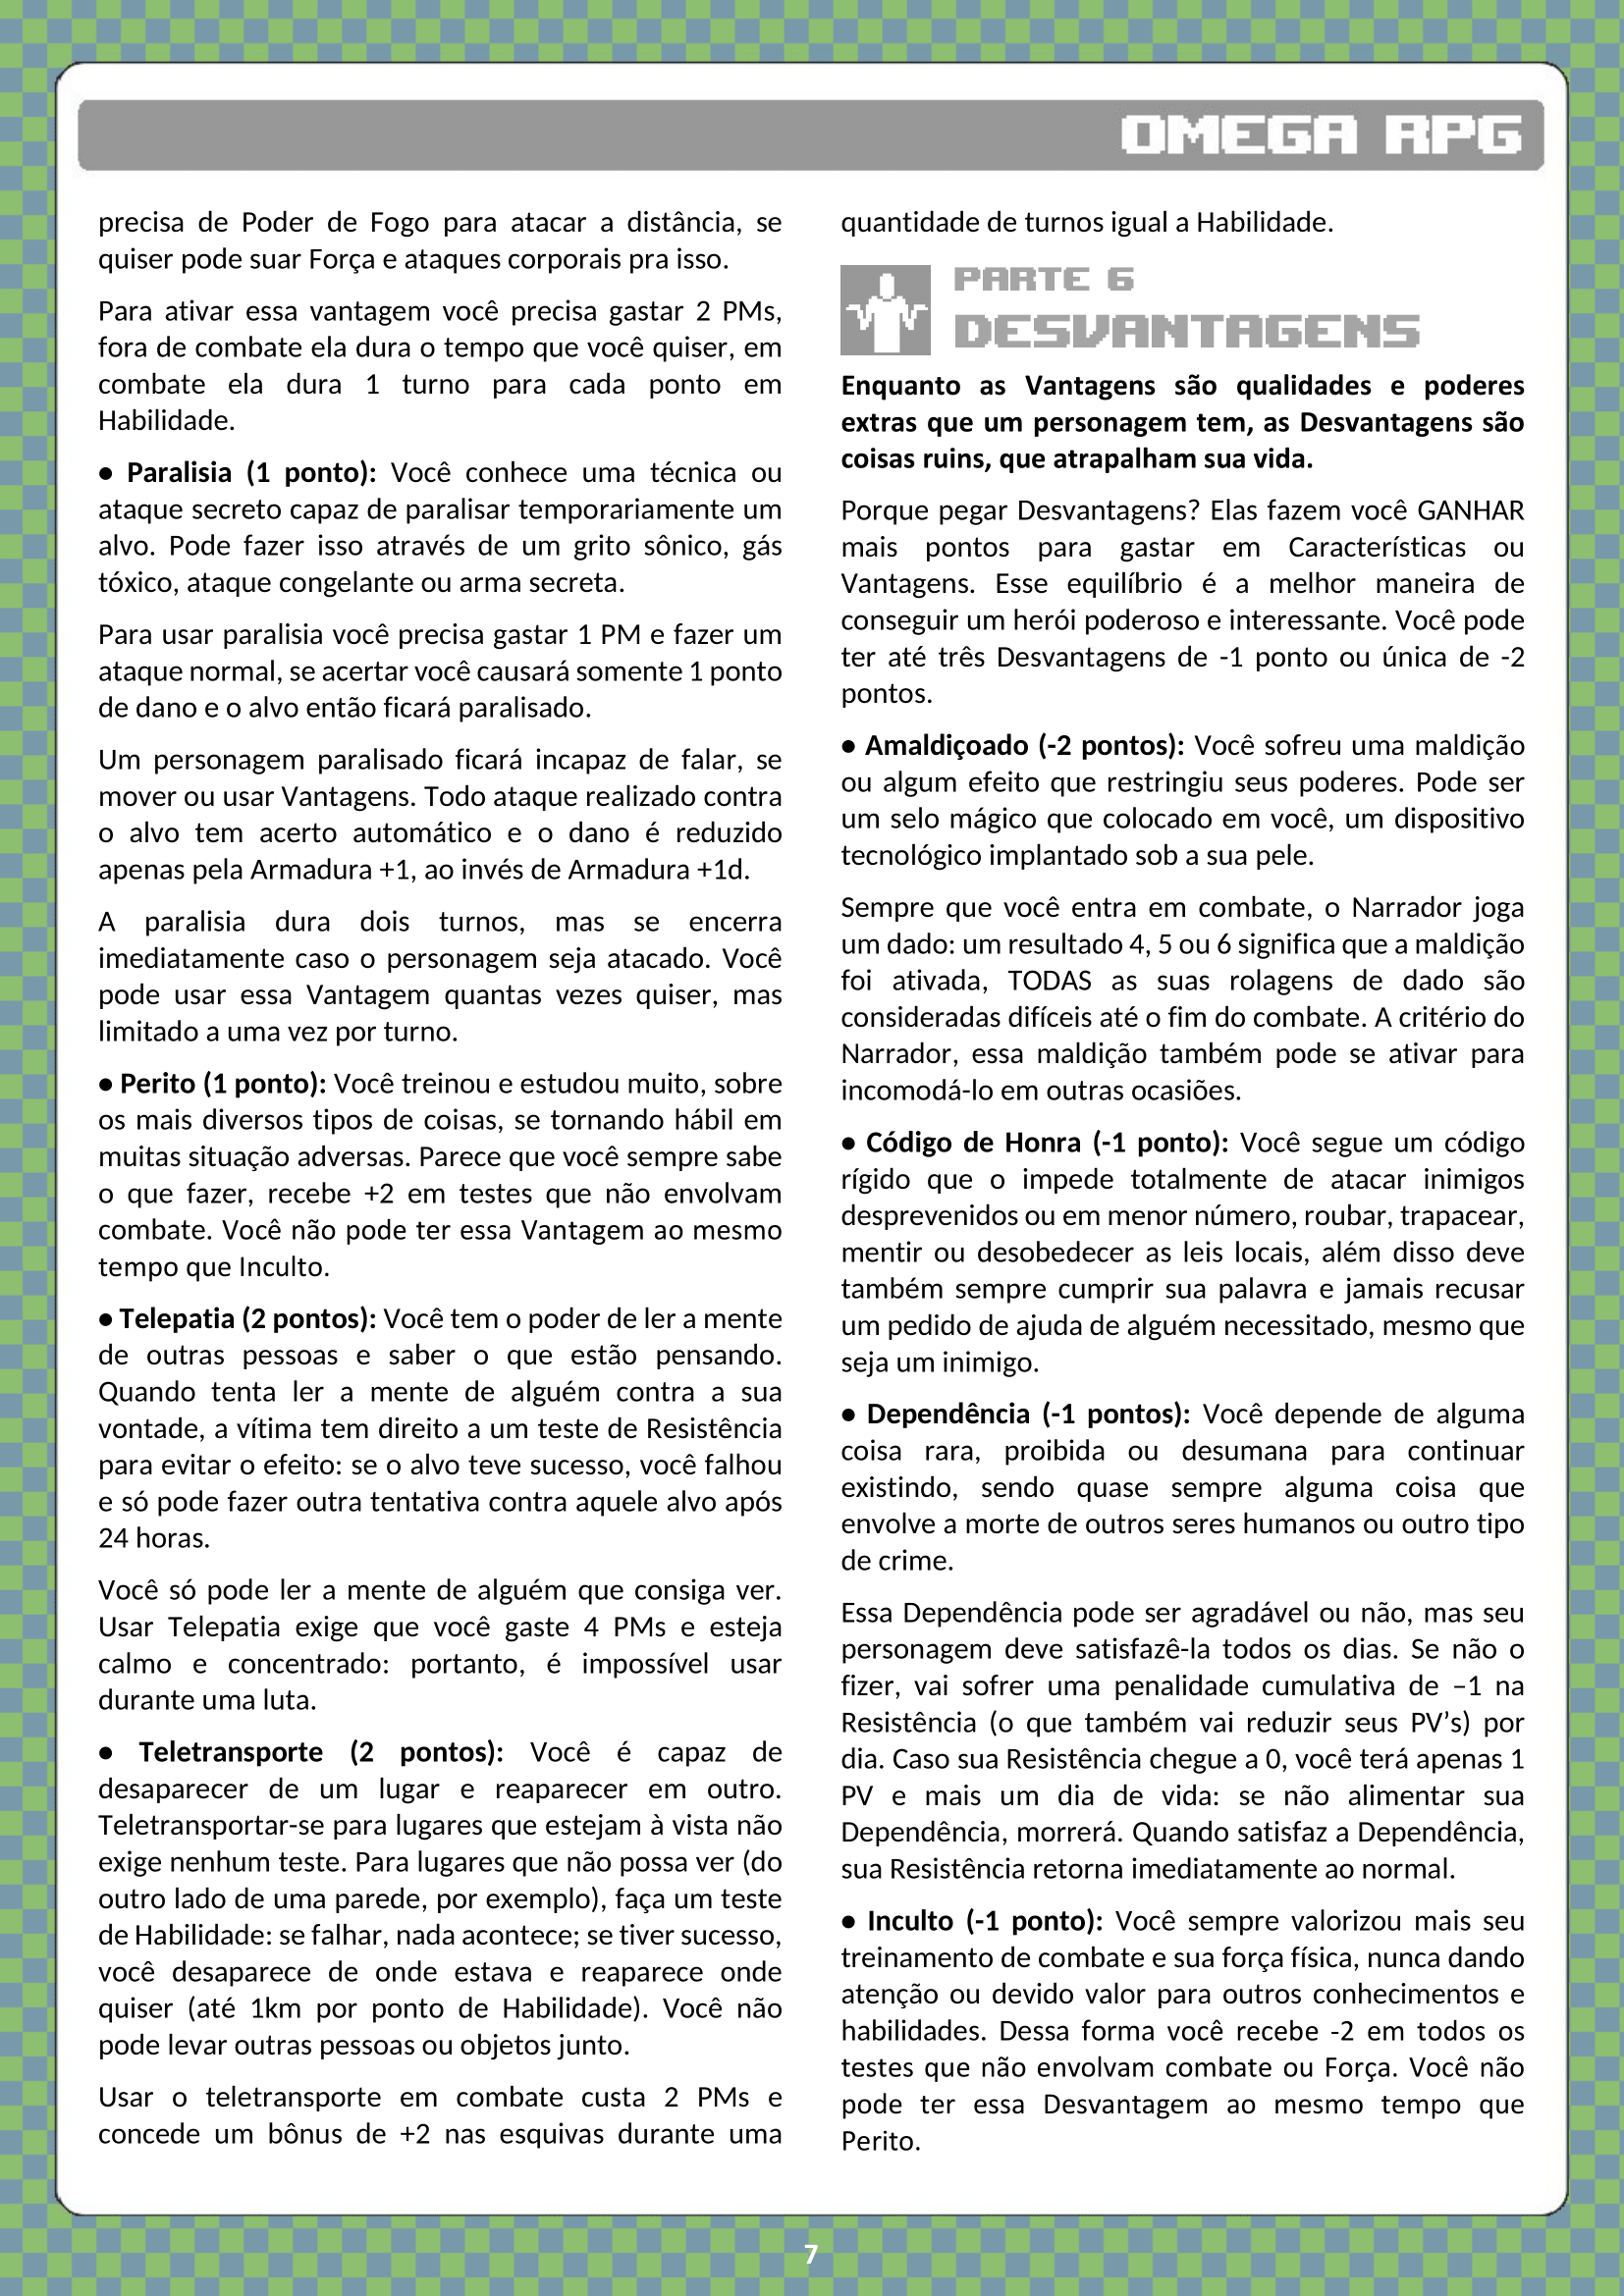 OMEGA RPG
precisa de Poder de Fogo para atacar a distância, se
quiser pode suar Força e ataques corporais pra isso.
Para ativar essa vantagem você precisa gastar 2 PMs,
fora de combate ela dura o tempo que você quiser, em
combate ela dura 1 turno para cada ponto em
Habilidade.
● Paralisia (1 ponto): Você conhece uma técnica ou
ataque secreto capaz de paralisar temporariamente um
alvo. Pode fazer isso através de um grito sônico, gás
tóxico, ataque congelante ou arma secreta.
Para usar paralisia você precisa gastar 1 PM e fazer um
ataque normal, se acertar você causará somente 1 ponto
de dano e o alvo então ficará paralisado.
Um personagem paralisado ficará incapaz de falar, se
mover ou usar Vantagens. Todo ataque realizado contra
o alvo tem acerto automático e o dano é reduzido
apenas pela Armadura +1, ao invés de Armadura +1d.
A paralisia dura dois turnos, mas se encerra
imediatamente caso o personagem seja atacado. Você
pode usar essa Vantagem quantas vezes quiser, mas
limitado a uma vez por turno.
● Perito (1 ponto): Você treinou e estudou muito, sobre
os mais diversos tipos de coisas, se tornando hábil em
muitas situação adversas. Parece que você sempre sabe
o que fazer, recebe +2 em testes que não envolvam
combate. Você não pode ter essa Vantagem ao mesmo
tempo que Inculto.
● Telepatia (2 pontos): Você tem o poder de ler a mente
de outras pessoas e saber o que estão pensando.
Quando tenta ler a mente de alguém contra a sua
vontade, a vítima tem direito a um teste de Resistência
para evitar o efeito: se o alvo teve sucesso, você falhou
e só pode fazer outra tentativa contra aquele alvo após
24 horas.
Você só pode ler a mente de alguém que consiga ver.
Usar Telepatia exige que você gaste 4 PMs e esteja
calmo e concentrado: portanto, é impossível usar
durante uma luta.
● Teletransporte (2 pontos): Você é capaz de
desaparecer de um lugar e reaparecer em outro.
Teletransportar-se para lugares que estejam à vista não
exige nenhum teste. Para lugares que não possa ver (do
outro lado de uma parede, por exemplo), faça um teste
de Habilidade: se falhar, nada acontece; se tiver sucesso,
você desaparece de onde estava e reaparece onde
quiser (até 1km por ponto de Habilidade). Você não
pode levar outras pessoas ou objetos junto.
Usar o teletransporte em combate custa 2 PMs e
concede um bônus de +2 nas esquivas durante uma
quantidade de turnos igual a Habilidade.
PARTE 6
DESVANTAGENS
Enquanto as Vantagens são qualidades e poderes
extras que um personagem tem, as Desvantagens são
coisas ruins, que atrapalham sua vida.
Porque pegar Desvantagens? Elas fazem você GANHAR
mais pontos para gastar em Características ou
Vantagens. Esse equilíbrio é a melhor maneira de
conseguir um herói poderoso e interessante. Você pode
ter até três Desvantagens de -1 ponto ou única de -2
pontos.
● Amaldiçoado (-2 pontos): Você sofreu uma maldição
ou algum efeito que restringiu seus poderes. Pode ser
um selo mágico que colocado em você, um dispositivo
tecnológico implantado sob a sua pele.
Sempre que você entra em combate, o Narrador joga
um dado: um resultado 4, 5 ou 6 significa que a maldição
foi ativada, TODAS as suas rolagens de dado são
consideradas difíceis até o fim do combate. A critério do
Narrador, essa maldição também pode se ativar para
incomodá-lo em outras ocasiões.
● Código de Honra (-1 ponto): Você segue um código
rígido que o impede totalmente de atacar inimigos
desprevenidos ou em menor número, roubar, trapacear,
mentir ou desobedecer as leis locais, além disso deve
também sempre cumprir sua palavra e jamais recusar
um pedido de ajuda de alguém necessitado, mesmo que
seja um inimigo.
● Dependência (-1 pontos): Você depende de alguma
coisa rara, proibida ou desumana para continuar
existindo, sendo quase sempre alguma coisa que
envolve a morte de outros seres humanos ou outro tipo
de crime.
Essa Dependência pode ser agradável ou não, mas seu
personagem deve satisfazê-la todos os dias. Se não o
fizer, vai sofrer uma penalidade cumulativa de –1 na
Resistência (o que também vai reduzir seus PV’s) por
dia. Caso sua Resistência chegue a 0, você terá apenas 1
PV e mais um dia de vida: se não alimentar sua
Dependência, morrerá. Quando satisfaz a Dependência,
sua Resistência retorna imediatamente ao normal.
● Inculto (-1 ponto): Você sempre valorizou mais seu
treinamento de combate e sua força física, nunca dando
atenção ou devido valor para outros conhecimentos e
habilidades. Dessa forma você recebe -2 em todos os
testes que não envolvam combate ou Força. Você não
pode ter essa Desvantagem ao mesmo tempo que
Perito.
7